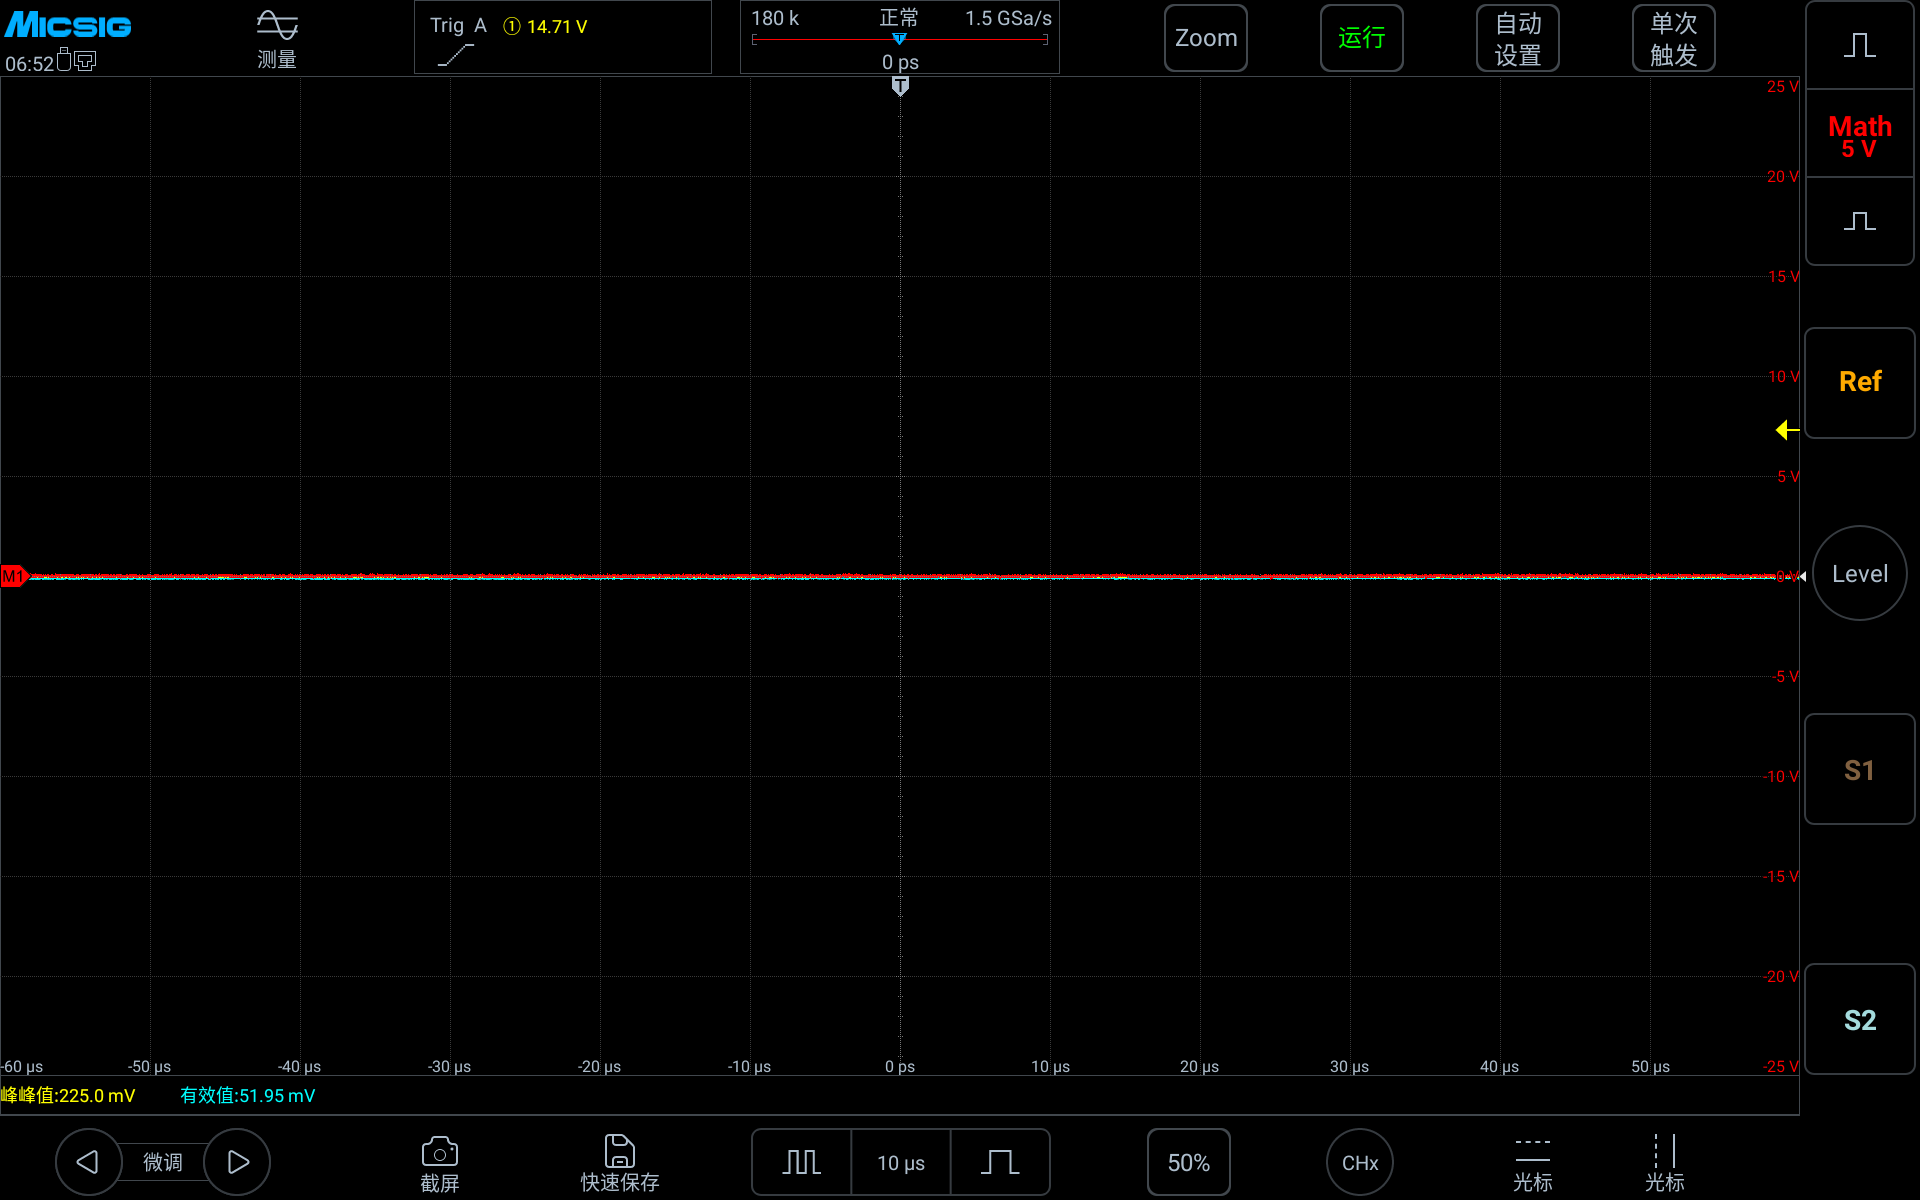 MICSIG
06:52
测量
Trig A ① 14.71 V
180 k 正常 1.5 GSa/s
T
0 ps
Zoom
运行
自动
设置
单次
触发
T
25 V
Math
5 V
20 V
15 V
10 V
Ref
5 V
M1
0 V
Level
-5 V
-10 V
S1
-15 V
-20 V
S2
-60 µs -50 µs -40 µs -30 µs -20 µs -10 µs 0 ps 10 µs 20 µs 30 µs 40 µs 50 µs -25 V
峰峰值:225.0 mV 有效值:51.95 mV
微调
截屏
快速保存
10 µs
50%
CHx
光标
光标